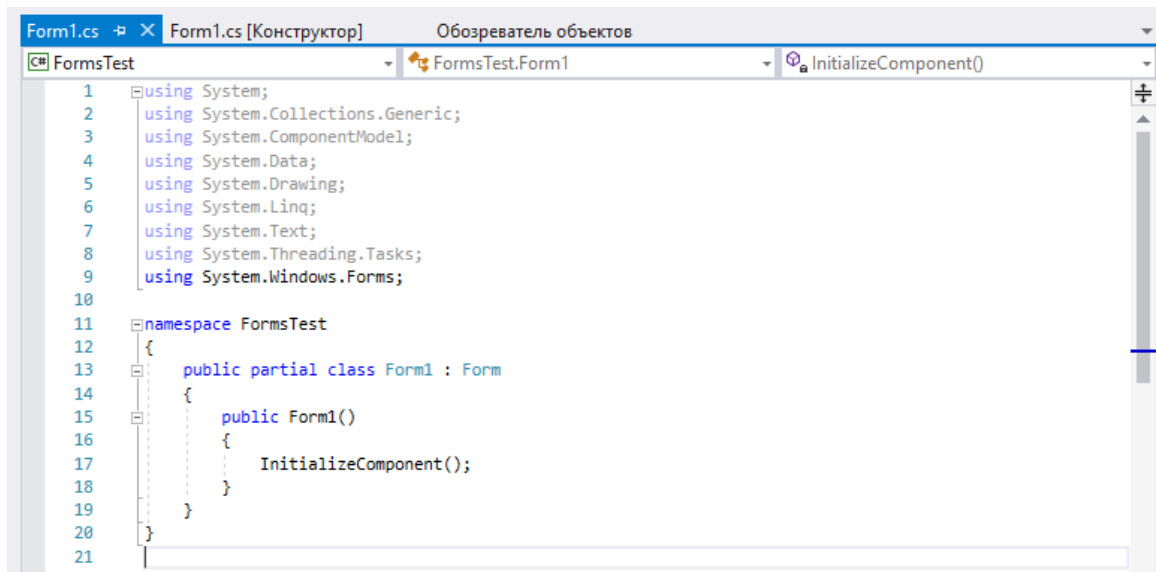 Form1.cs Form1.cs [Конструктор] Обозреватель объектов
C# FormsTest FormsTest.Form1 InitializeComponent()
1 using System;
2 using System.Collections.Generic;
3 using System.ComponentModel;
4 using System.Data;
5 using System.Drawing;
6 using System.Linq;
7 using System.Text;
8 using System.Threading.Tasks;
9 using System.Windows.Forms;
10
11 namespace FormsTest
12 {
13 public partial class Form1 : Form
14 {
15 public Form1()
16 {
17 InitializeComponent();
18 }
19 }
20 }
21